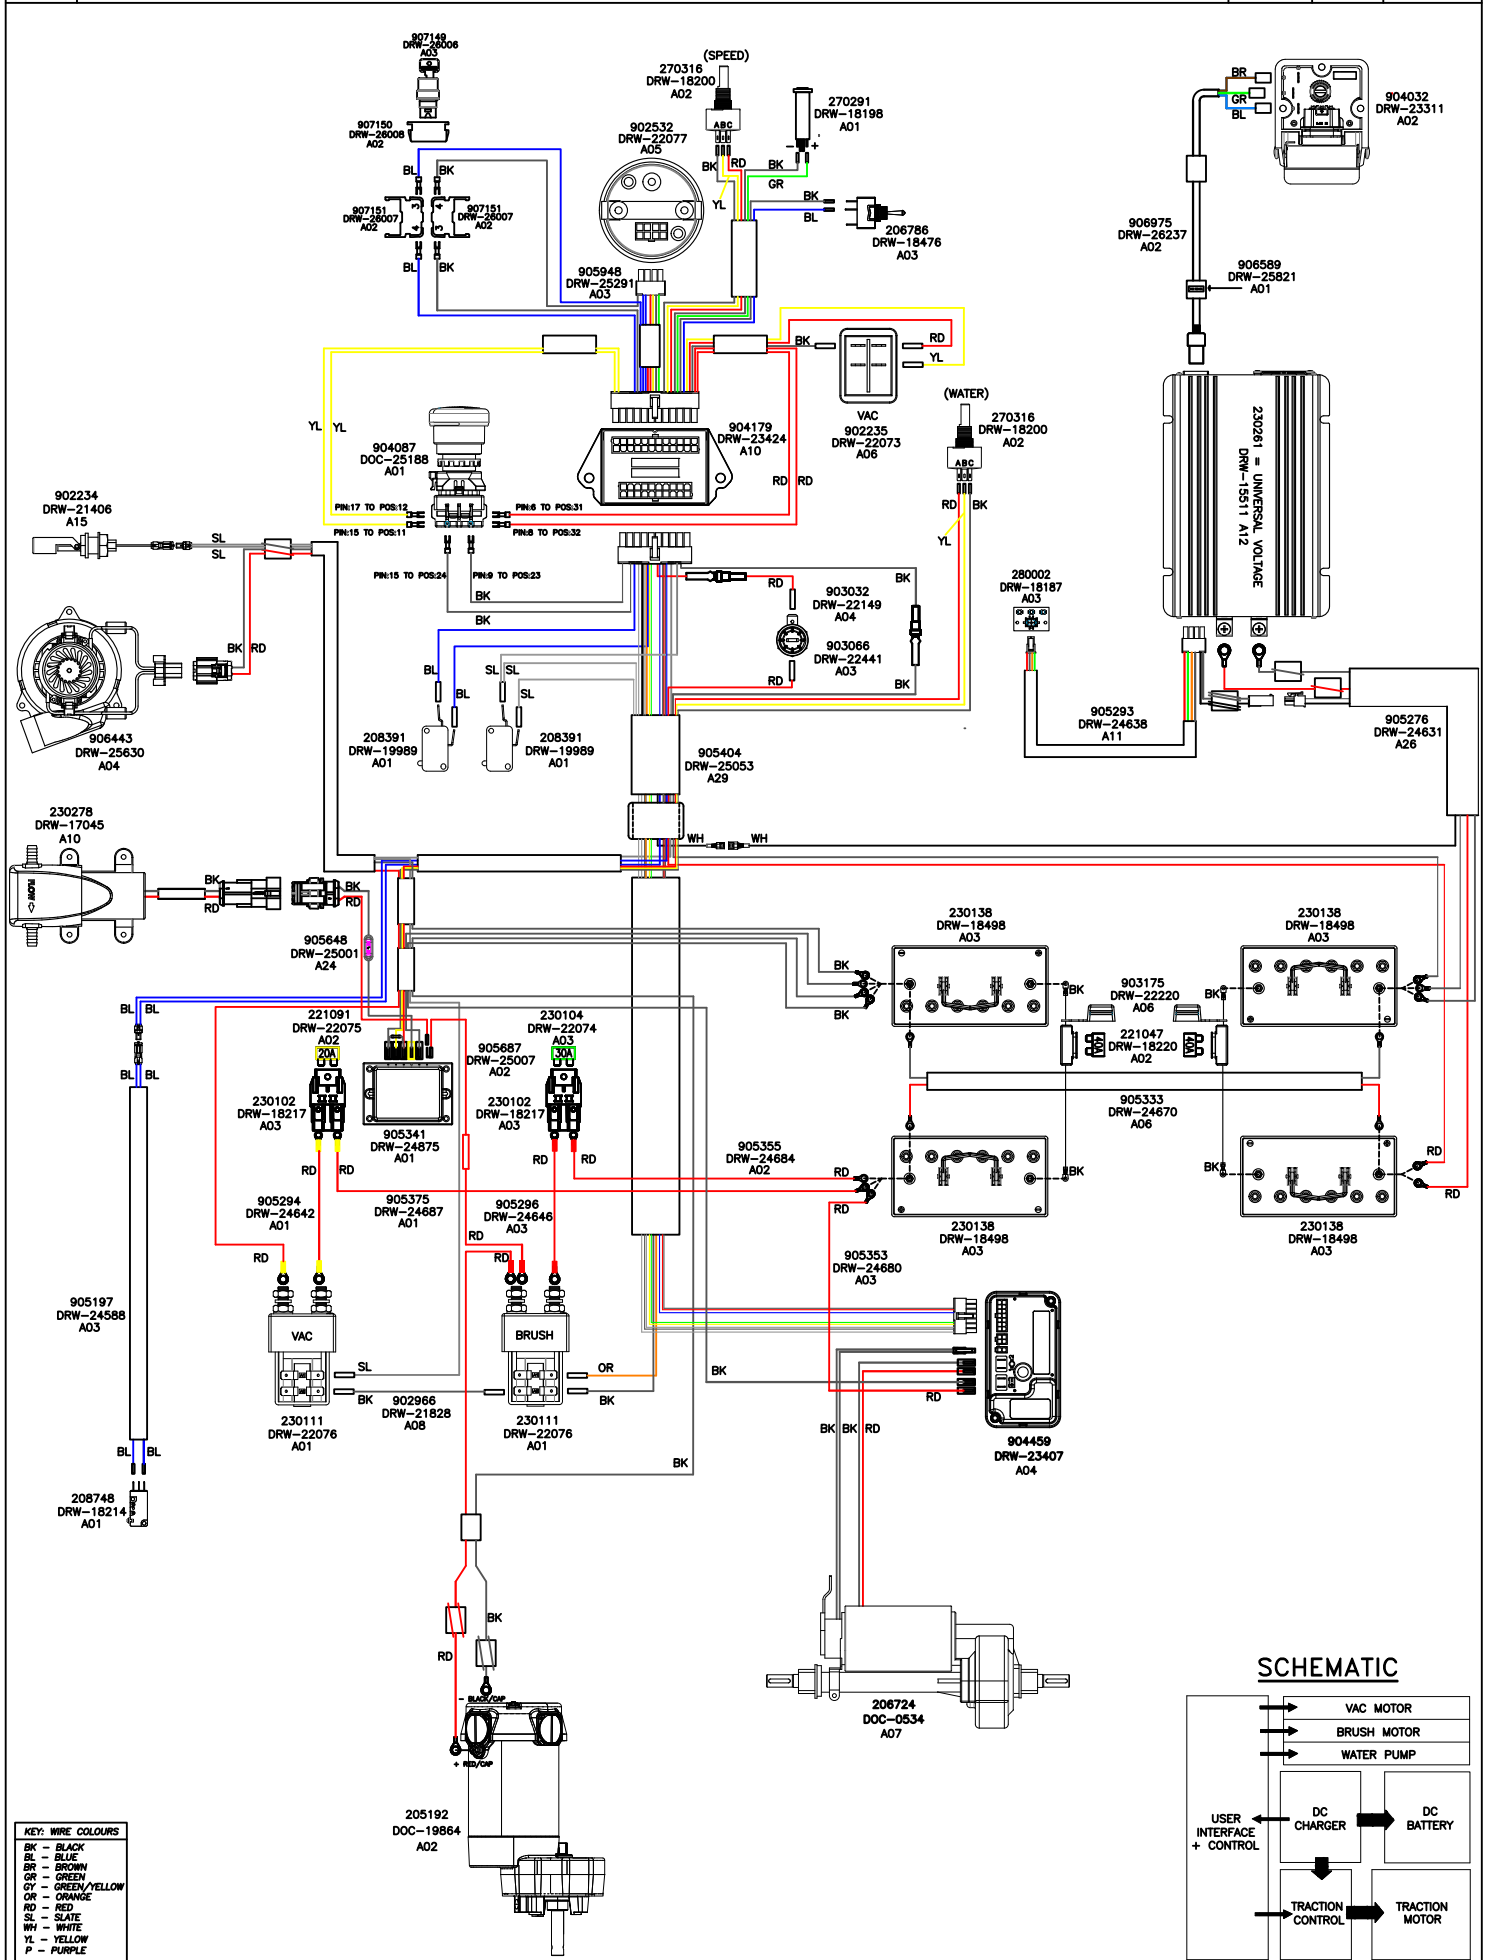 907149
DRW-26006
A03
907150
DRW-26008
A02
BL
BK
907151
DRW-26007
A02
3
4
4
3
907151
DRW-26007
A02
BL
BK
902532
DRW-22077
A05
905948
DRW-25291
A03
(SPEED)
270316
DRW-18200
A02
ABC
BK
RD
YL
270291
DRW-18198
A01
- +
BK
GR
BK
BL
206786
DRW-18476
A03
BR
GR
BL
904032
DRW-23311
A02
906975
DRW-26237
A02
906589
DRW-25821
A01
230261 = UNIVERSAL VOLTAGE
DRW-15511 A12
YL
YL
904087
DOC-25188
A01
PIN:17 TO POS:12
PIN:15 TO POS:11
PIN:6 TO POS:31
PIN:8 TO POS:32
PIN:15 TO POS:24
PIN:9 TO POS:23
BK
BK
904179
DRW-23424
A10
RD
RD
BK
RD
YL
VAC
902235
DRW-22073
A06
(WATER)
270316
DRW-18200
A02
ABC
RD
BK
YL
902234
DRW-21406
A15
SL
SL
BK
RD
906443
DRW-25630
A04
BL
BL
SL
SL
SL
208391
DRW-19989
A01
208391
DRW-19989
A01
RD
903032
DRW-22149
A04
903066
DRW-22441
A03
RD
BK
BK
280002
DRW-18187
A03
905293
DRW-24638
A11
905276
DRW-24631
A26
905404
DRW-25053
A29
WH
WH
230278
DRW-17045
A10
FLOW
BK
RD
BK
RD
905648
DRW-25001
A24
BL
BL
BL
BL
221091
DRW-22075
A02
20A
230102
DRW-18217
A03
905341
DRW-24875
A01
905687
DRW-25007
A02
230104
DRW-22074
A03
30A
230102
DRW-18217
A03
RD
RD
RD
RD
905294
DRW-24642
A01
905375
DRW-24687
A01
905296
DRW-24646
A03
905355
DRW-24684
A02
RD
RD
RD
230138
DRW-18498
A03
230138
DRW-18498
A03
BK
BK
BK
BK
BK
903175
DRW-22220
A06
221047
DRW-18220
A02
40A
40A
905333
DRW-24670
A06
RD
RD
BK
BK
RD
RD
230138
DRW-18498
A03
230138
DRW-18498
A03
905353
DRW-24680
A03
905197
DRW-24588
A03
VAC
BRUSH
SL
BK
902966
DRW-21828
A08
OR
BK
230111
DRW-22076
A01
230111
DRW-22076
A01
BK
BK
RD
BK
BK
RD
904459
DRW-23407
A04
BL
BL
208748
DRW-18214
A01
BK
RD
- BLACK/CAP
+ RED/CAP
205192
DOC-19864
A02
206724
DOC-0534
A07
SCHEMATIC
VAC MOTOR
BRUSH MOTOR
WATER PUMP
USER
INTERFACE
+ CONTROL
DC
CHARGER
DC
BATTERY
TRACTION
CONTROL
TRACTION
MOTOR
KEY: WIRE COLOURS
BK - BLACK
BL - BLUE
BR - BROWN
GR - GREEN
GY - GREEN/YELLOW
OR - ORANGE
RD - RED
SL - SLATE
WH - WHITE
YL - YELLOW
P - PURPLE